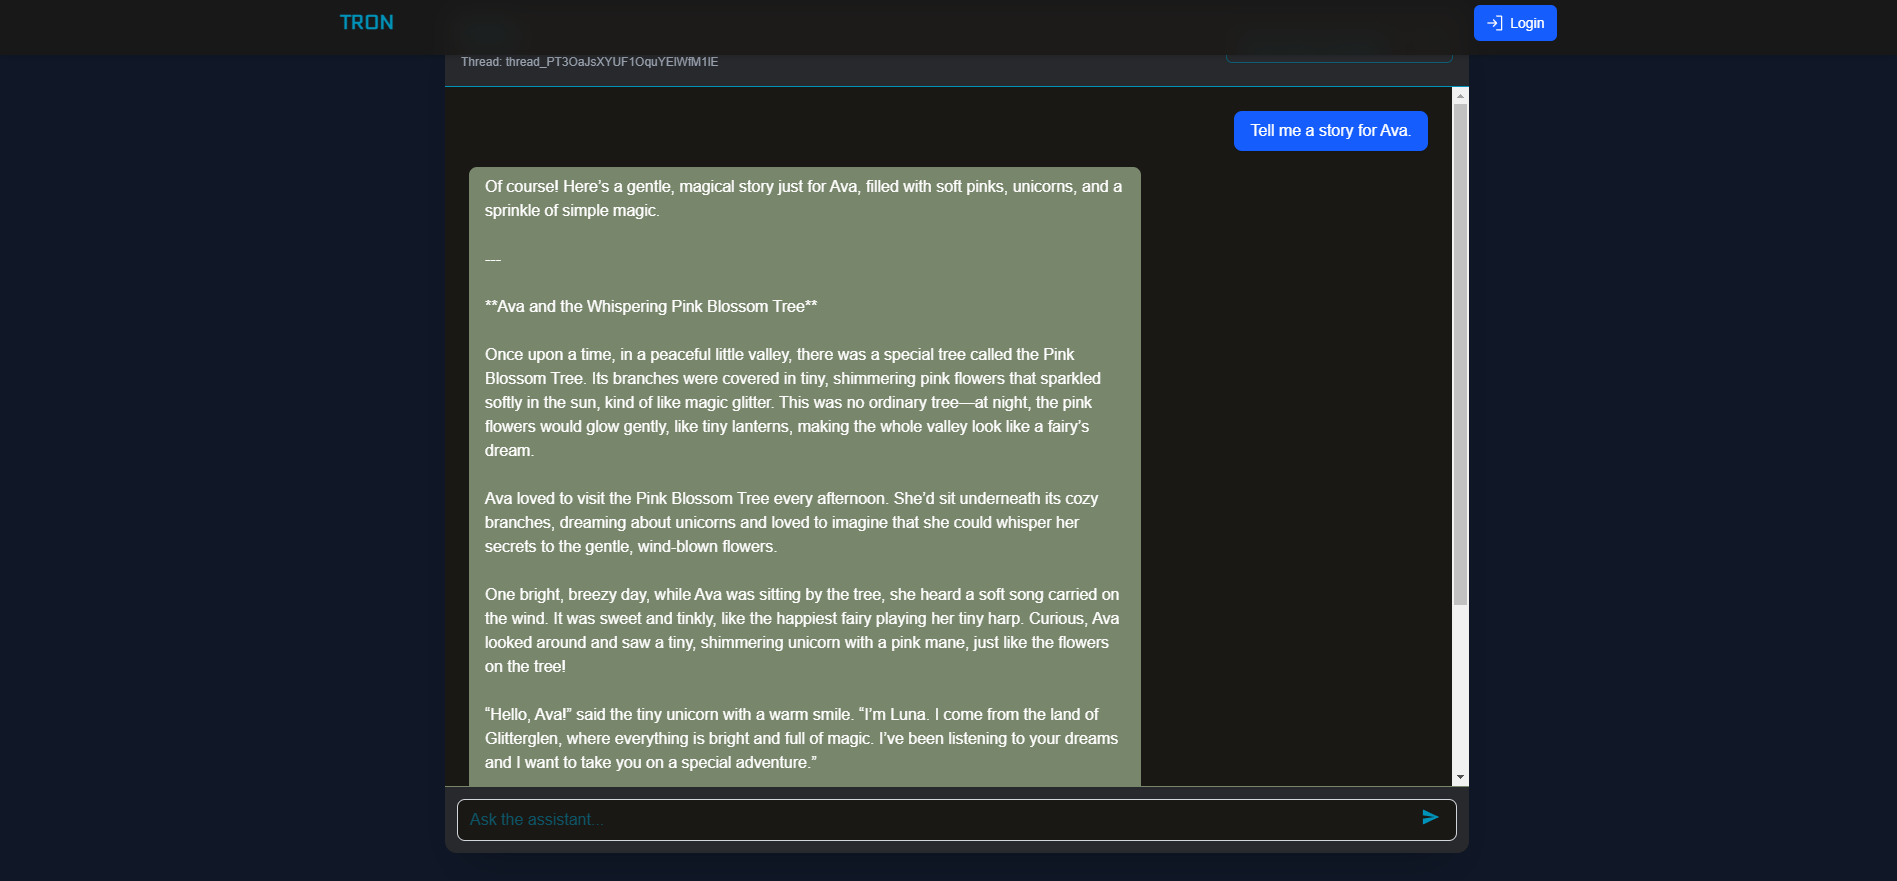 TRON
Login
Thread: thread_PT3OaJsXYUF1OquYElWfM1lE
Tell me a story for Ava.
Of course! Here’s a gentle, magical story just for Ava, filled with soft pinks, unicorns, and a
sprinkle of simple magic.
---
**Ava and the Whispering Pink Blossom Tree**
Once upon a time, in a peaceful little valley, there was a special tree called the Pink
Blossom Tree. Its branches were covered in tiny, shimmering pink flowers that sparkled
softly in the sun, kind of like magic glitter. This was no ordinary tree—at night, the pink
flowers would glow gently, like tiny lanterns, making the whole valley look like a fairy’s
dream.
Ava loved to visit the Pink Blossom Tree every afternoon. She’d sit underneath its cozy
branches, dreaming about unicorns and loved to imagine that she could whisper her
secrets to the gentle, wind-blown flowers.
One bright, breezy day, while Ava was sitting by the tree, she heard a soft song carried on
the wind. It was sweet and tinkly, like the happiest fairy playing her tiny harp. Curious, Ava
looked around and saw a tiny, shimmering unicorn with a pink mane, just like the flowers
on the tree!
“Hello, Ava!” said the tiny unicorn with a warm smile. “I’m Luna. I come from the land of
Glitterglen, where everything is bright and full of magic. I’ve been listening to your dreams
and I want to take you on a special adventure.”
Ask the assistant...